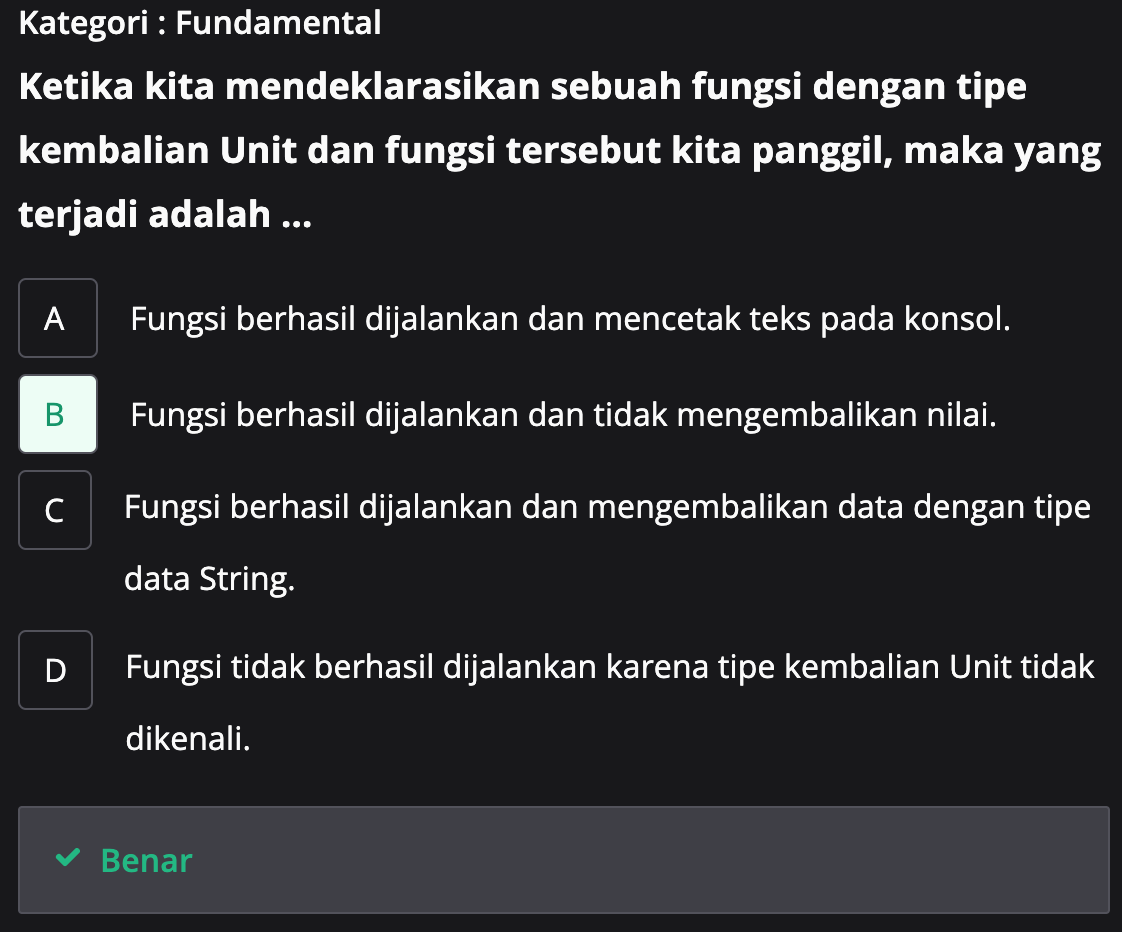 Kategori : Fundamental
Ketika kita mendeklarasikan sebuah fungsi dengan tipe
kembalian Unit dan fungsi tersebut kita panggil, maka yang
terjadi adalah ...
A Fungsi berhasil dijalankan dan mencetak teks pada konsol.
B Fungsi berhasil dijalankan dan tidak mengembalikan nilai.
C Fungsi berhasil dijalankan dan mengembalikan data dengan tipe
data String.
D Fungsi tidak berhasil dijalankan karena tipe kembalian Unit tidak
dikenali.
✔ Benar